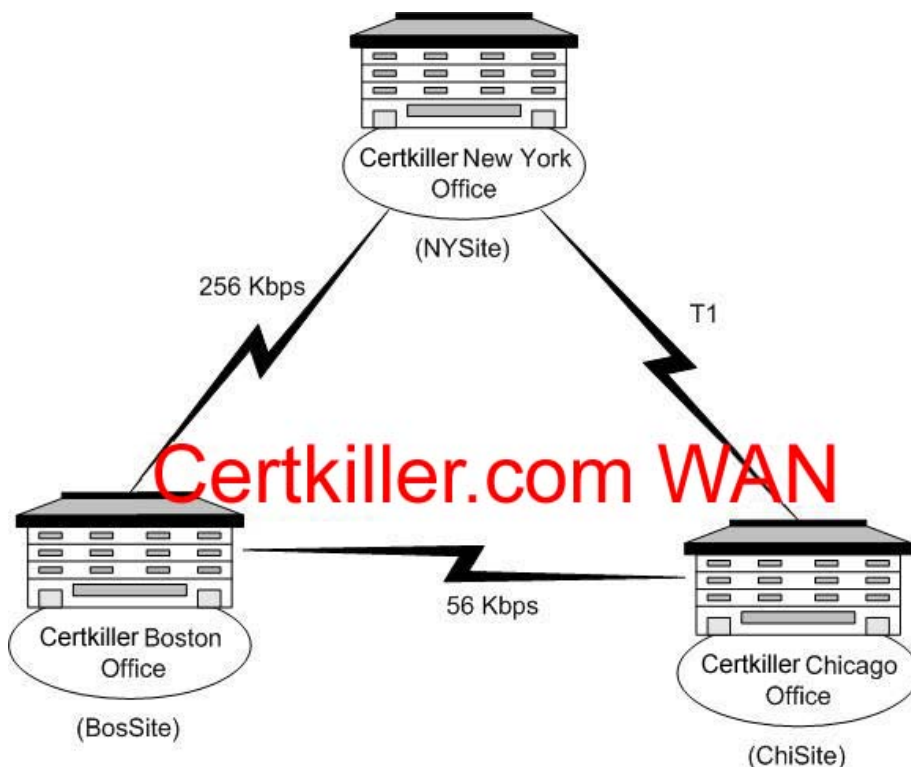 Certkiller New York
Office
(NYSite)
256 Kbps
T1
Certkiller.com WAN
56 Kbps
Certkiller Boston
Office
(BosSite)
Certkiller Chicago
Office
(ChiSite)